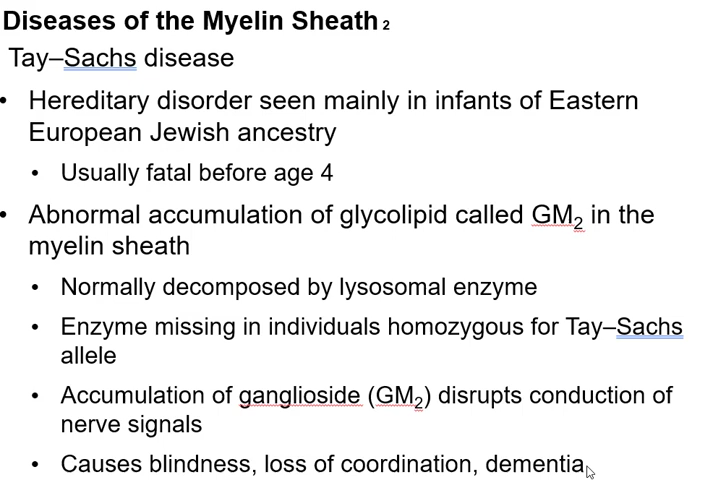 Diseases of the Myelin Sheath 2
Tay–Sachs disease
• Hereditary disorder seen mainly in infants of Eastern
European Jewish ancestry
• Usually fatal before age 4
• Abnormal accumulation of glycolipid called GM₂ in the
myelin sheath
• Normally decomposed by lysosomal enzyme
• Enzyme missing in individuals homozygous for Tay–Sachs
allele
• Accumulation of ganglioside (GM₂) disrupts conduction of
nerve signals
• Causes blindness, loss of coordination, dementia